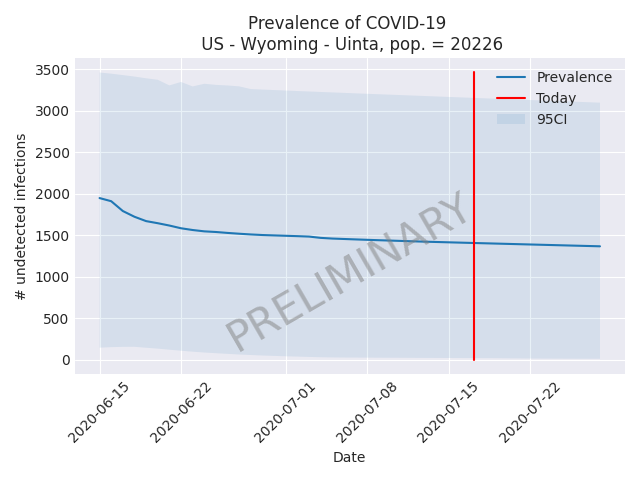 Prevalence of COVID-19
US - Wyoming - Uinta, pop. = 20226
3500
3000
2500
2000
1500
1000
500
0
# undetected infections
Prevalence
Today
95CI
PRELIMINARY
2020-06-15
2020-06-22
2020-07-01
2020-07-08
2020-07-15
2020-07-22
Date